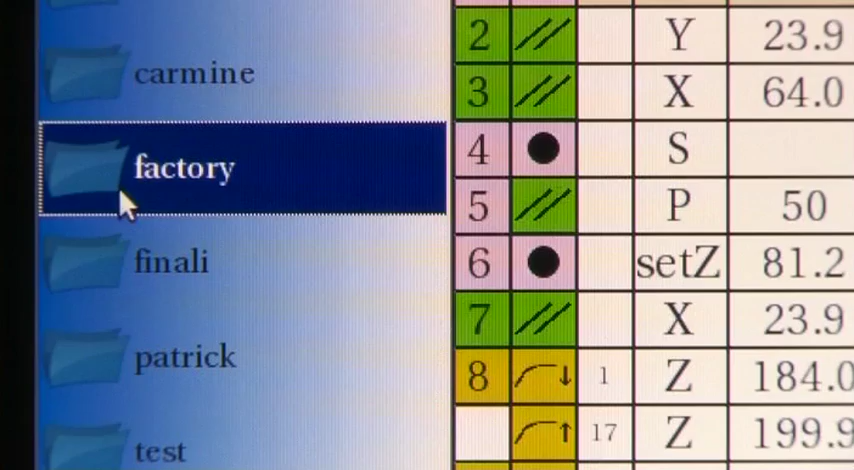 carmine
factory
finali
patrick
test
2 Y 23.9
3 X 64.0
4 S
5 P 50
6 setZ 81.2
7 X 23.9
8 1 Z 184.0
17 Z 199.9